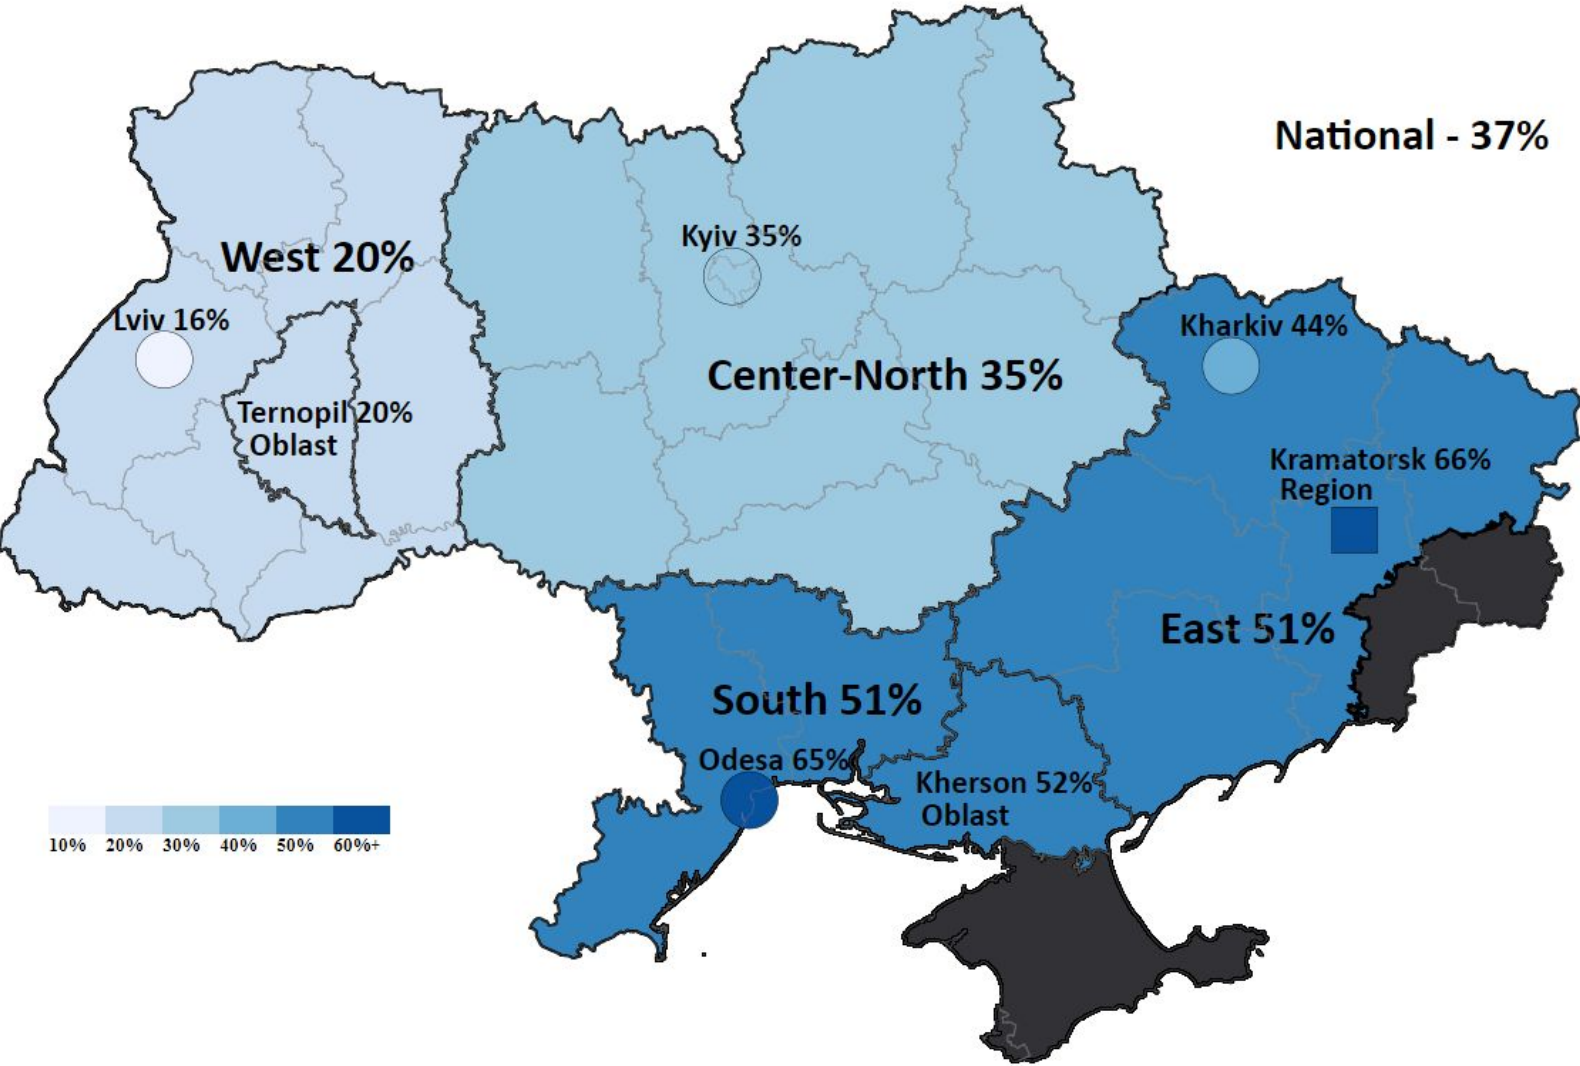 National - 37%
Kyiv 35%
West 20%
Lviv 16%
Kharkiv 44%
Center-North 35%
Ternopil 20%
Oblast
Kramatorsk 66%
Region
East 51%
South 51%
Odesa 65%
Kherson 52%
Oblast
10% 20% 30% 40% 50% 60%+